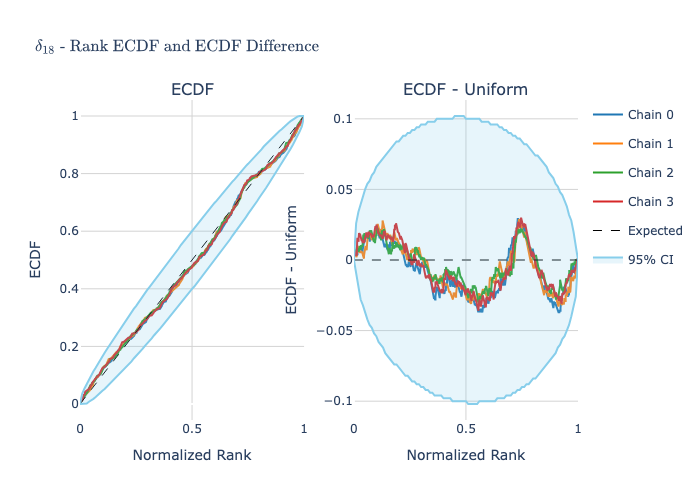 δ₁₈ - Rank ECDF and ECDF Difference
ECDF
ECDF - Uniform
1
0.8
0.6
0.4
0.2
0
ECDF
0
0.5
1
Normalized Rank
0.1
0.05
0
−0.05
−0.1
ECDF - Uniform
0
0.5
1
Normalized Rank
Chain 0
Chain 1
Chain 2
Chain 3
Expected
95% CI